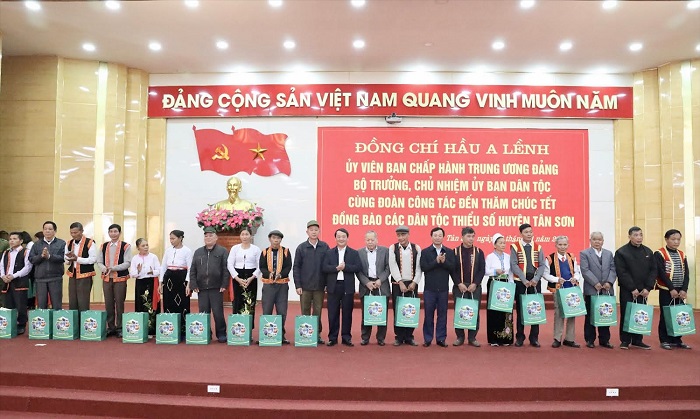 ĐẢNG CỘNG SẢN VIỆT NAM QUANG VINH MUÔN NĂM
ĐỒNG CHÍ HẦU A LỀNH
ỦY VIÊN BAN CHẤP HÀNH TRUNG ƯƠNG ĐẢNG
BỘ TRƯỞNG, CHỦ NHIỆM ỦY BAN DÂN TỘC
CÙNG ĐOÀN CÔNG TÁC ĐẾN THĂM CHÚC TẾT
ĐỒNG BÀO CÁC DÂN TỘC THIỂU SỐ HUYỆN TÂN SƠN
Tân